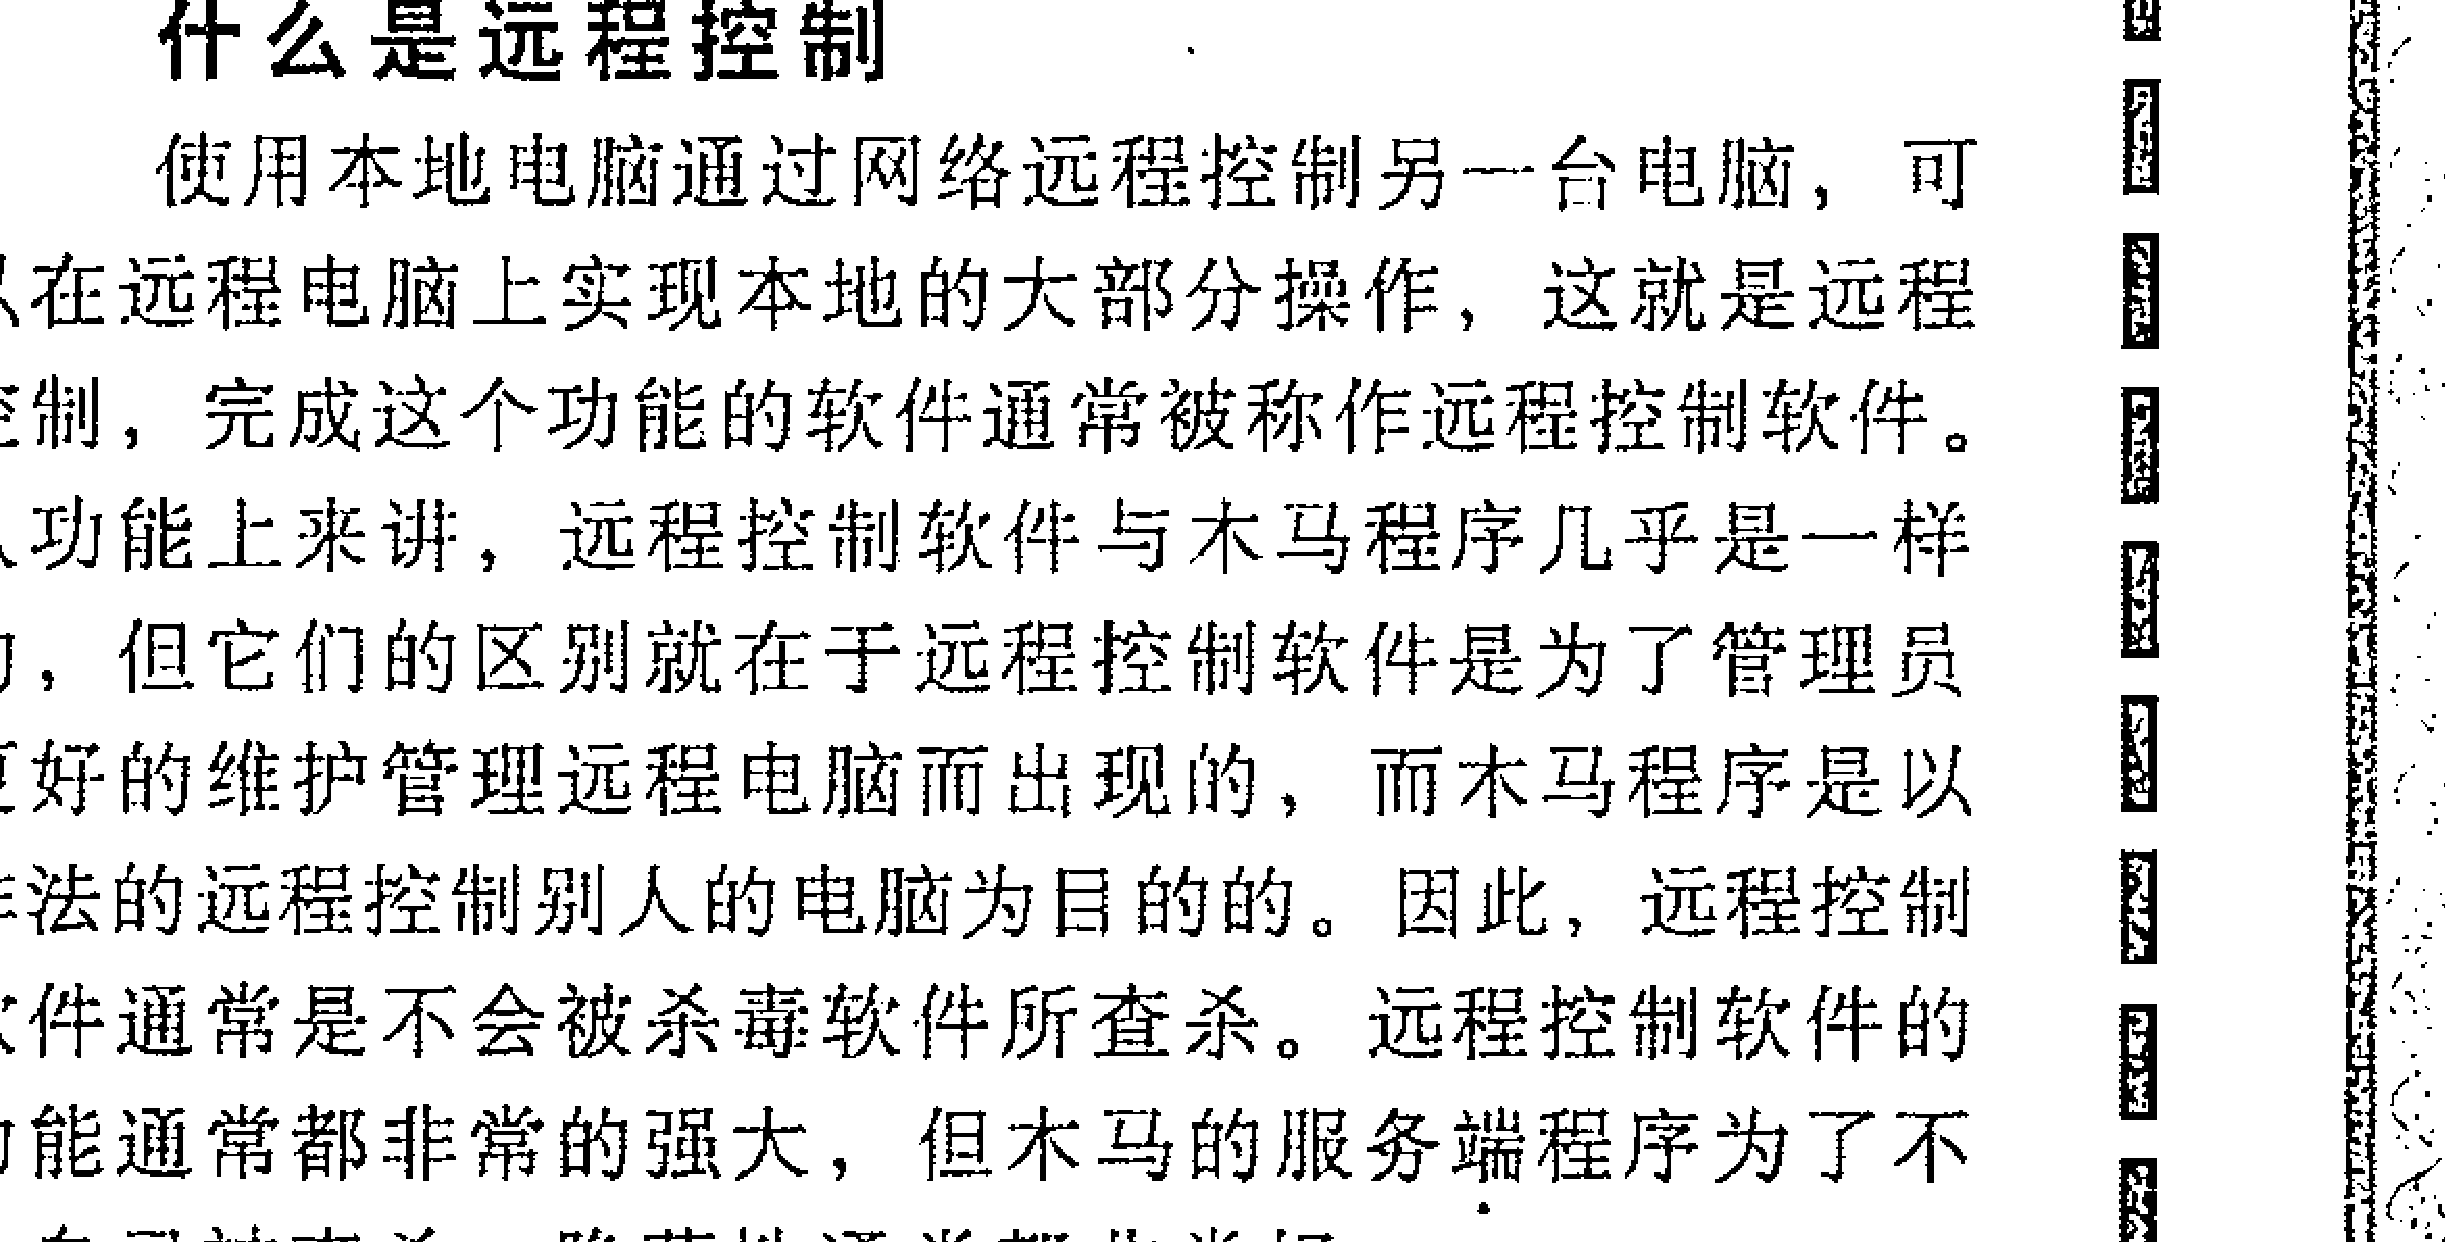 什么是远程控制
使用本地电脑通过网络远程控制另一台电脑，可
以在远程电脑上实现本地的大部分操作，这就是远程
控制，完成这个功能的软件通常被称作远程控制软件。
从功能上来讲，远程控制软件与木马程序几乎是一样
的，但它们的区别就在于远程控制软件是为了管理员
更好的维护管理远程电脑而出现的，而木马程序是以
非法的远程控制别人的电脑为目的的。因此，远程控制
软件通常是不会被杀毒软件所查杀。远程控制软件的
功能通常都非常的强大，但木马的服务端程序为了不